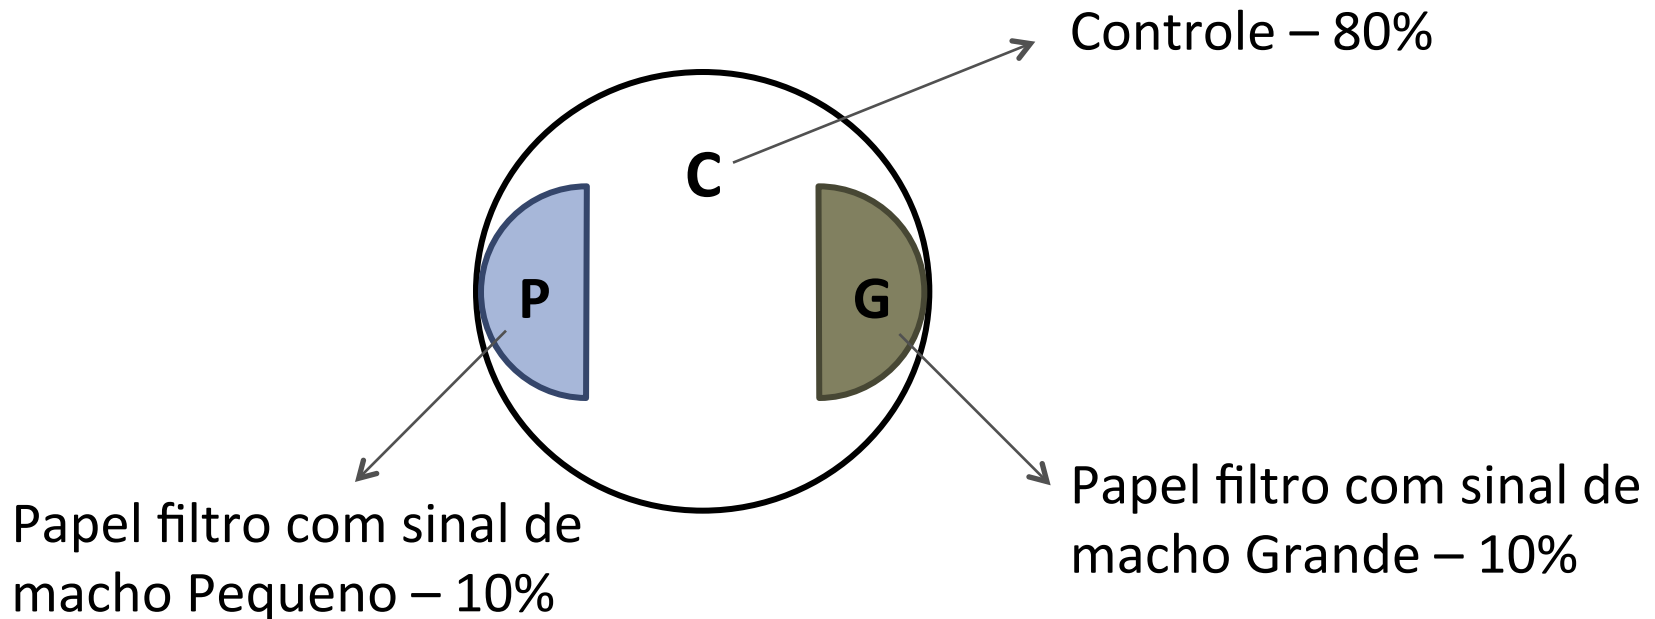 Controle – 80%
C
P
G
Papel filtro com sinal de
macho Pequeno – 10%
Papel filtro com sinal de
macho Grande – 10%